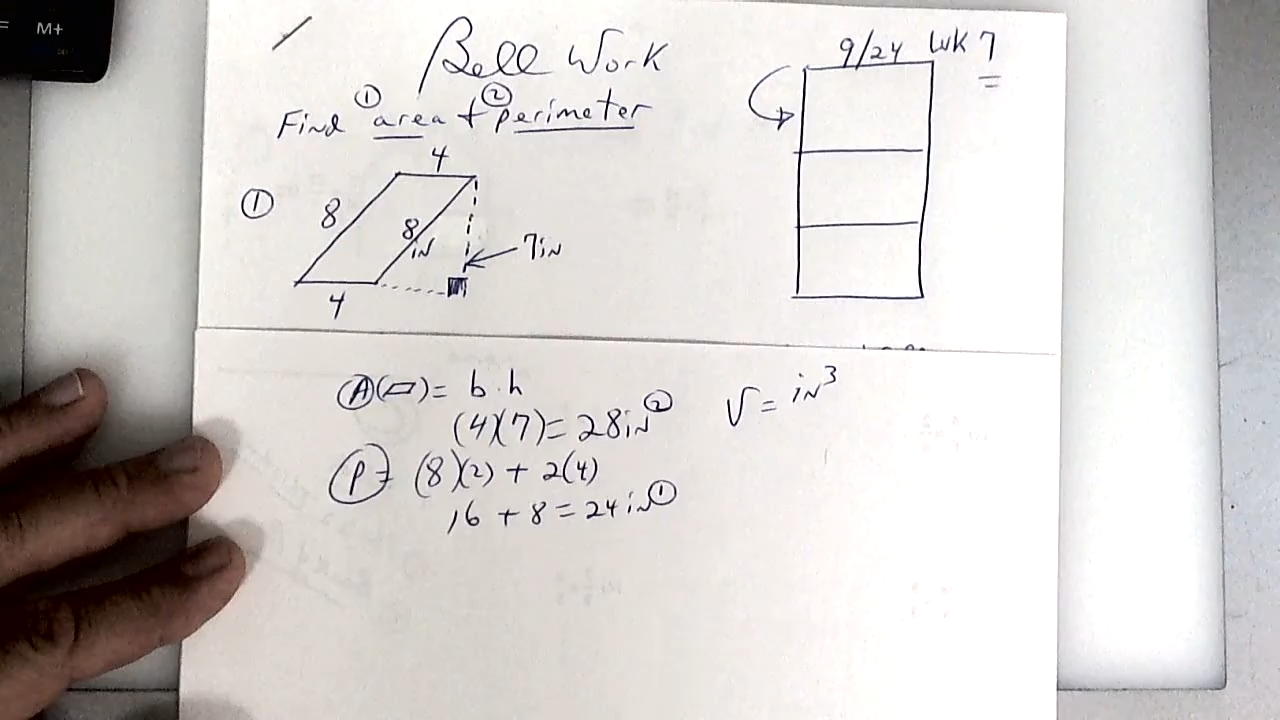 M+
Bell Work
9/24 WK 7
① ②
Find area + perimeter
①
4
8
8
in
7in
4
A(▱) = b·h
(4)(7) = 28in²
V = in³
P = (8)(2) + 2(4)
16 + 8 = 24in¹